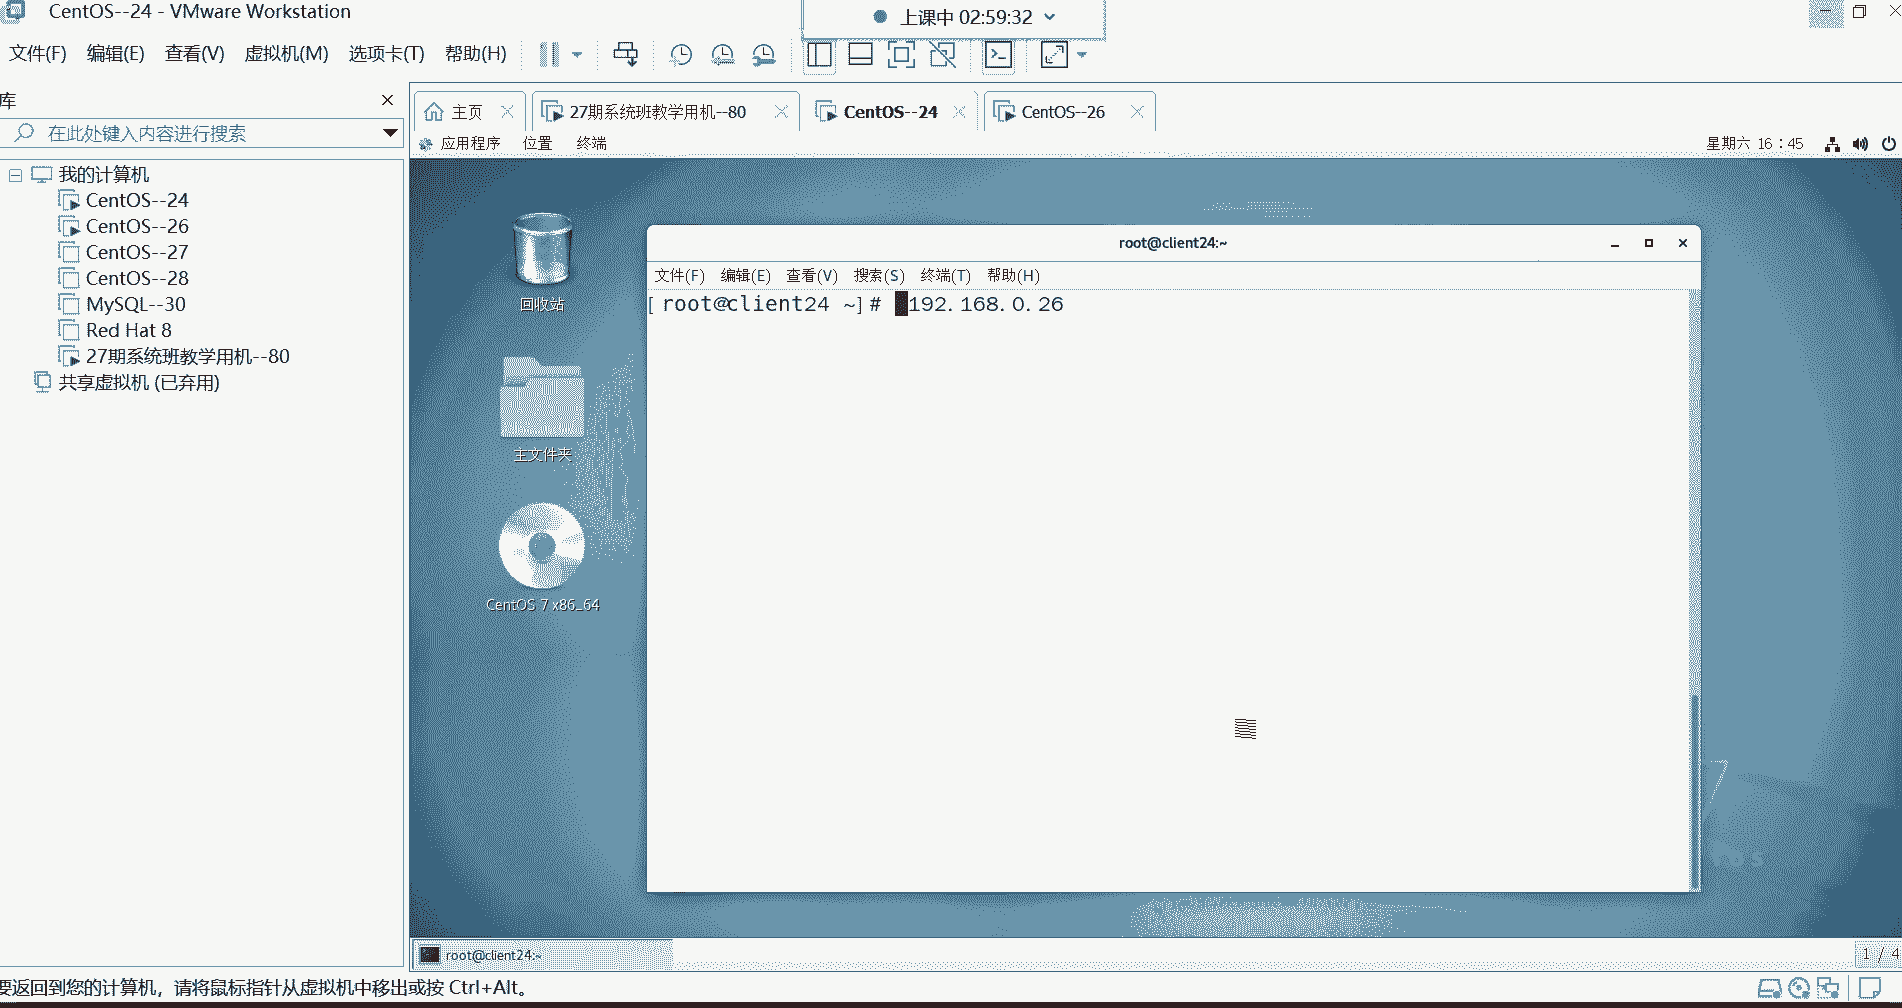 CentOS--24 - VMware Workstation
上课中 02:59:32
文件(F) 编辑(E) 查看(V) 虚拟机(M) 选项卡(T) 帮助(H)
库
在此处键入内容进行搜索
我的计算机
CentOS--24
CentOS--26
CentOS--27
CentOS--28
MySQL--30
Red Hat 8
27期系统班教学用机--80
共享虚拟机 (已弃用)
主页
27期系统班教学用机--80
CentOS--24
CentOS--26
应用程序 位置 终端
星期六 16：45
回收站
主文件夹
CentOS 7 x86_64
root@client24:~
文件(F) 编辑(E) 查看(V) 搜索(S) 终端(T) 帮助(H)
[root@client24 ~]# 192.168.0.26
7
root@client24:~
1 / 4
要返回到您的计算机，请将鼠标指针从虚拟机中移出或按 Ctrl+Alt。